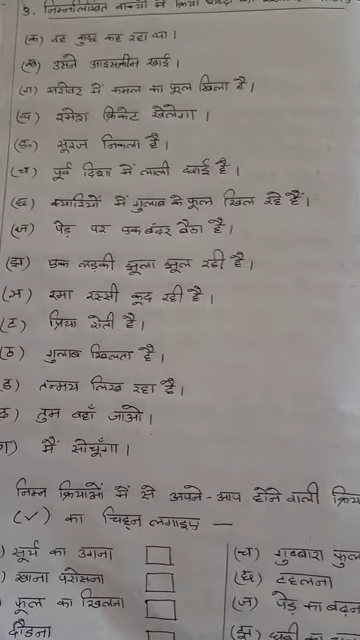 3. निम्नलिखित वाक्यों में क्रिया
(क) वह कुछ कह रहा था।
(ख) उसने आइसक्रीम खाई।
(ग) सरोवर में कमल का फूल खिला है।
(घ) रमेश क्रिकेट खेलेगा।
(ङ) सूरज निकला है।
(च) पूर्व दिशा में लाली छाई है।
(छ) क्यारियों में गुलाब के फूल खिल रहे हैं।
(ज) पेड़ पर एक बंदर बैठा है।
(झ) एक लड़की झूला झूल रही है।
(ञ) रमा रस्सी कूद रही है।
(ट) प्रिया रोती है।
(ठ) गुलाब खिलता है।
ड) तन्मय लिख रहा है।
ढ) तुम वहाँ जाओ।
ण) मैं सोचूँगा।
निम्न क्रियाओं में से अपने-आप होने वाली क्रिय
(✓) का चिह्न लगाइए —
) सूर्य का उगना (च) गुब्बारा फुल
) खाना परोसना (छ) टहलना
) फूल का खिलना (ज) पेड़ का बढ़न
दौड़ना (झ) का